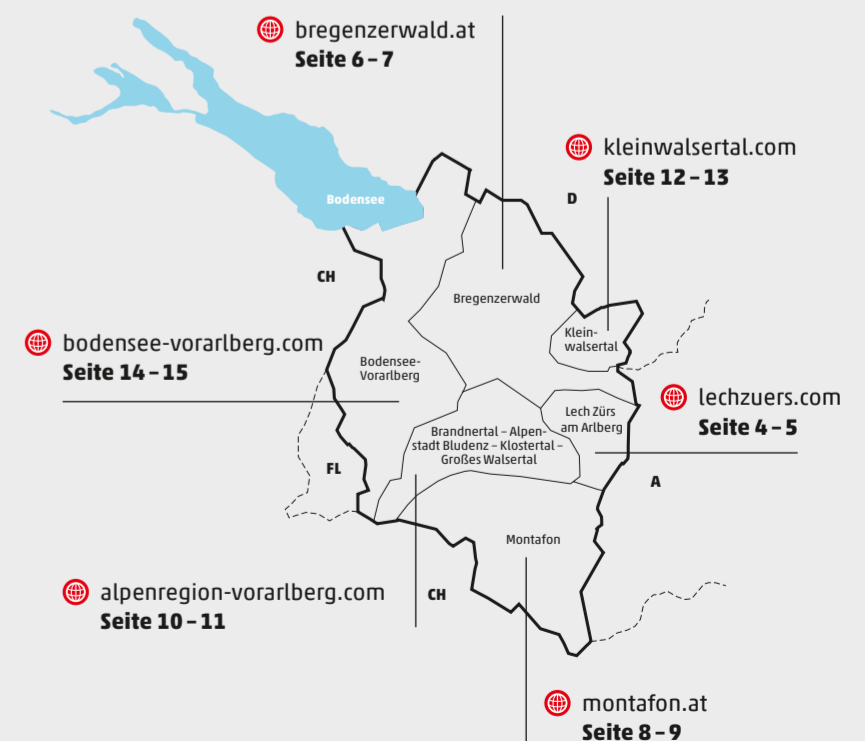 bregenzerwald.at
Seite 6 – 7
kleinwalsertal.com
Seite 12 – 13
Bodensee
D
CH
Bregenzerwald
Klein-
walsertal
bodensee-vorarlberg.com
Seite 14 – 15
Bodensee-
Vorarlberg
lechzuers.com
Seite 4 – 5
Lech Zürs
am Arlberg
Brandnertal – Alpen-
stadt Bludenz – Klostertal –
Großes Walsertal
FL
A
Montafon
alpenregion-vorarlberg.com
Seite 10 – 11
CH
montafon.at
Seite 8 – 9